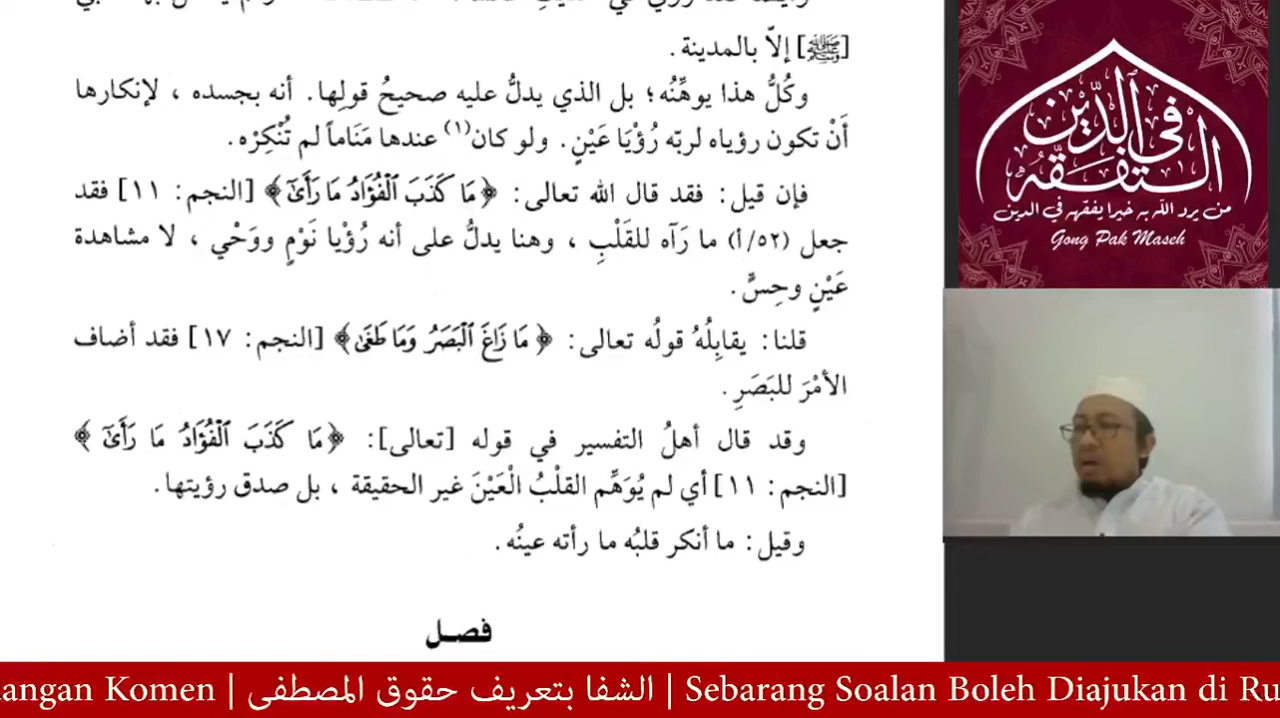 [ﷺ] إلاّ بالمدينة.
وكُلُّ هذا يوهِّنُه؛ بل الذي يدلُّ عليه صحيحُ قولِها. أنه بجسده، لإنكارها
أَنْ تكون رؤياه لربّه رُؤْيَا عَيْنٍ. ولو كان(١) عندها مَنَاماً لم تُنْكِرْه.
فإن قيل: فقد قال الله تعالى: ﴿مَا كَذَبَ ٱلْفُؤَادُ مَا رَأَىٰٓ﴾ [النجم: ١١] فقد
جعل (٥٢/أ) ما رَآه للقَلْبِ، وهنا يدلُّ على أنه رُؤْيا نَوْمٍ ووَحْي، لا مشاهدة
عَيْنٍ وحِسٍّ.
قلنا: يقابِلُهُ قولُه تعالى: ﴿مَا زَاغَ ٱلْبَصَرُ وَمَا طَغَىٰ﴾ [النجم: ١٧] فقد أضاف
الأمْرَ للبَصَرِ.
وقد قال أهلُ التفسير في قوله [تعالى]: ﴿مَا كَذَبَ ٱلْفُؤَادُ مَا رَأَىٰٓ﴾
[النجم: ١١] أي لم يُوَهِّم القلْبُ الْعَيْنَ غير الحقيقة، بل صدق رؤيتها.
وقيل: ما أنكر قلبُه ما رأته عينُه.
فصل
التفقه في الدين
من يرد الله به خيرا يفقهه في الدين
Gong Pak Maseh
angan Komen | الشفا بتعريف حقوق المصطفى | Sebarang Soalan Boleh Diajukan di Ru